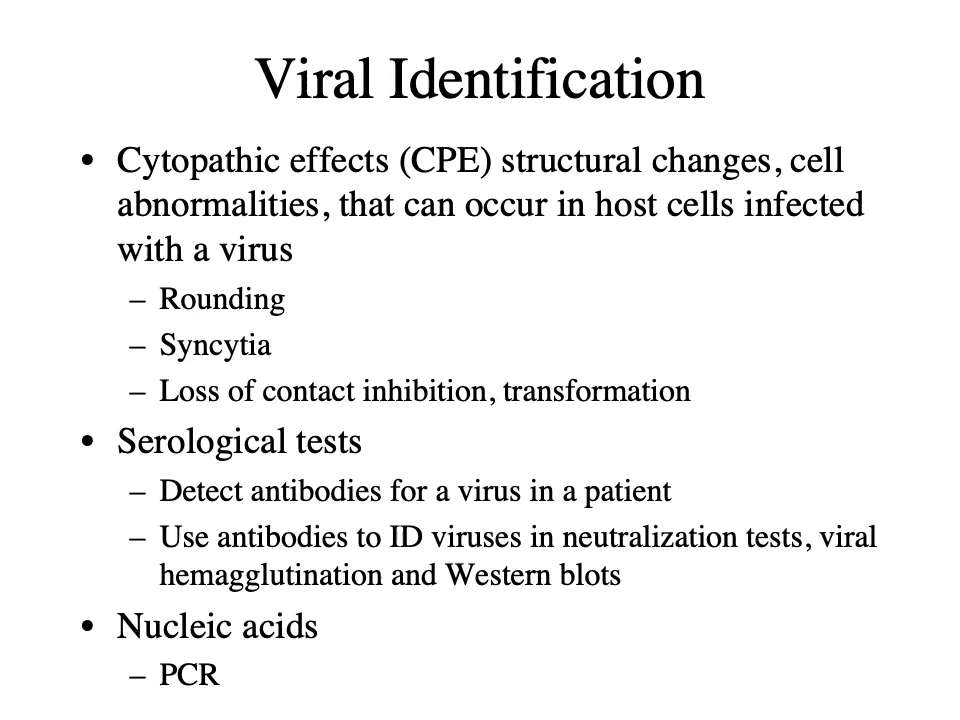 Viral Identification
• Cytopathic effects (CPE) structural changes, cell
abnormalities, that can occur in host cells infected
with a virus
– Rounding
– Syncytia
– Loss of contact inhibition, transformation
• Serological tests
– Detect antibodies for a virus in a patient
– Use antibodies to ID viruses in neutralization tests, viral
hemagglutination and Western blots
• Nucleic acids
– PCR